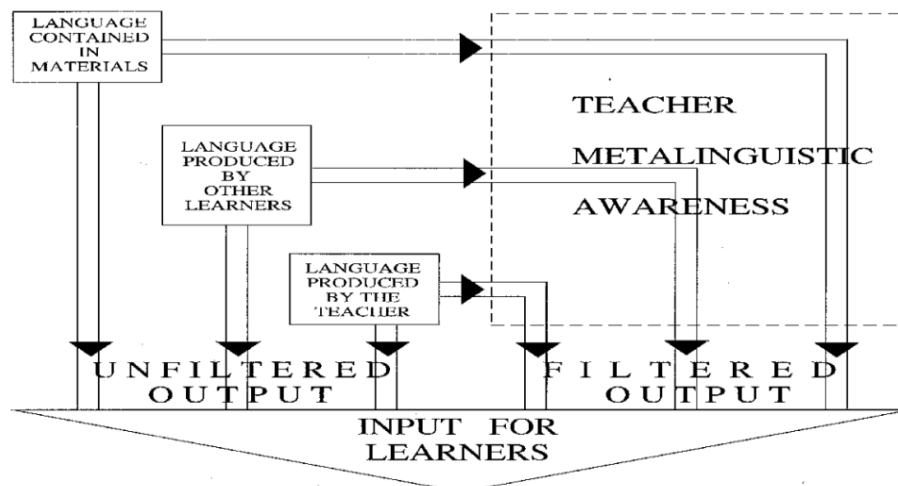 LANGUAGE
CONTAINED
IN
MATERIALS
TEACHER
METALINGUISTIC
AWARENESS
LANGUAGE
PRODUCED
BY
OTHER
LEARNERS
LANGUAGE
PRODUCED
BY THE
TEACHER
UNFILTERED
OUTPUT
FILTERED
OUTPUT
INPUT FOR
LEARNERS